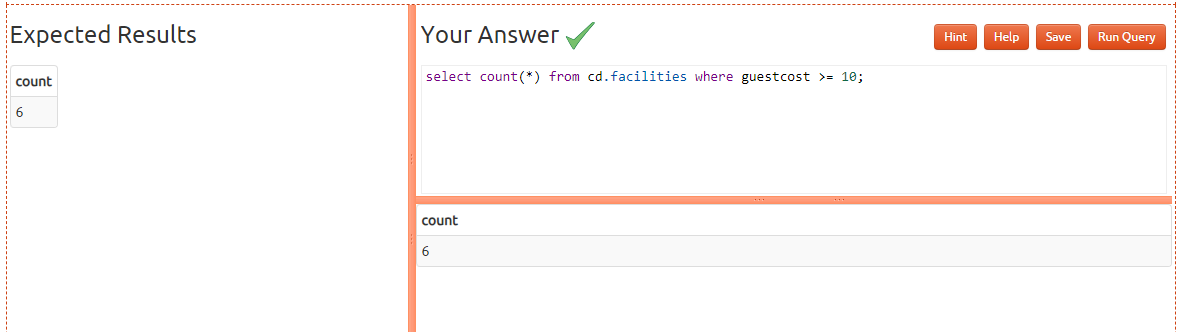 Expected Results
count
6
Your Answer
Hint Help Save Run Query
select count(*) from cd.facilities where guestcost >= 10;
count
6